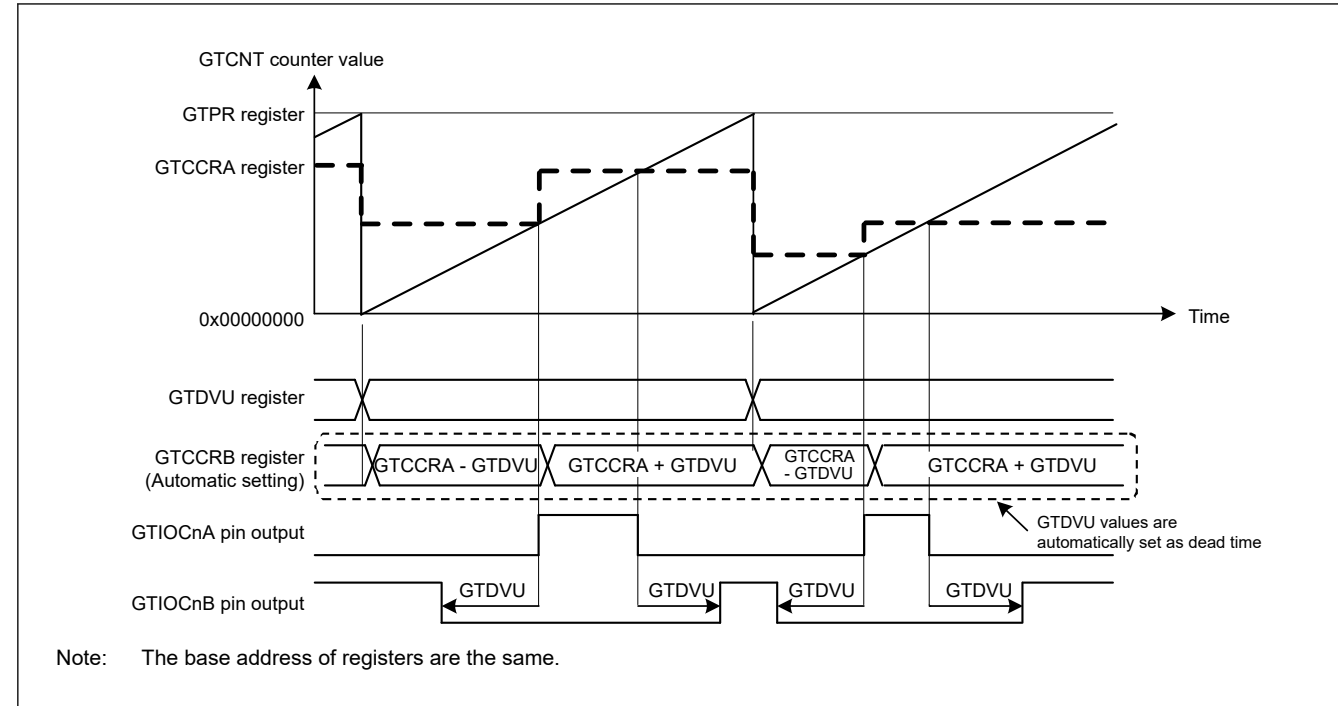 GTCNT counter value
GTPR register
GTCCRA register
0x00000000
Time
GTDVU register
GTCCRB register
(Automatic setting)
GTCCRA - GTDVU
GTCCRA + GTDVU
GTCCRA
- GTDVU
GTCCRA + GTDVU
GTDVU values are
automatically set as dead time
GTIOCnA pin output
GTIOCnB pin output
GTDVU
GTDVU
GTDVU
GTDVU
Note: The base address of registers are the same.